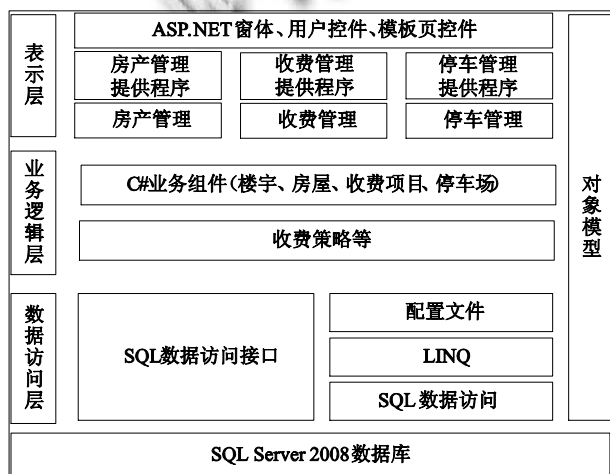 表示层
ASP.NET窗体、用户控件、模板页控件
房产管理
提供程序
收费管理
提供程序
停车管理
提供程序
房产管理
收费管理
停车管理
业务逻辑层
C#业务组件(楼宇、房屋、收费项目、停车场)
收费策略等
对象模型
数据访问层
SQL数据访问接口
配置文件
LINQ
SQL数据访问
SQL Server 2008数据库